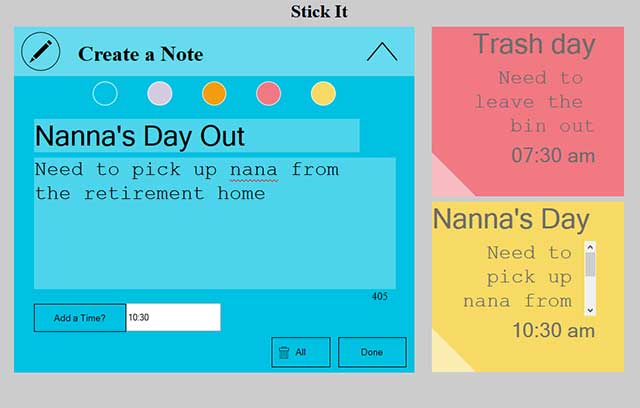 Stick It
Create a Note
Nanna's Day Out
Need to pick up nana from
the retirement home
405
Add a Time?
10:30
All
Done
Trash day
Need to
leave the
bin out
07:30 am
Nanna's Day
Need to
pick up
nana from
10:30 am